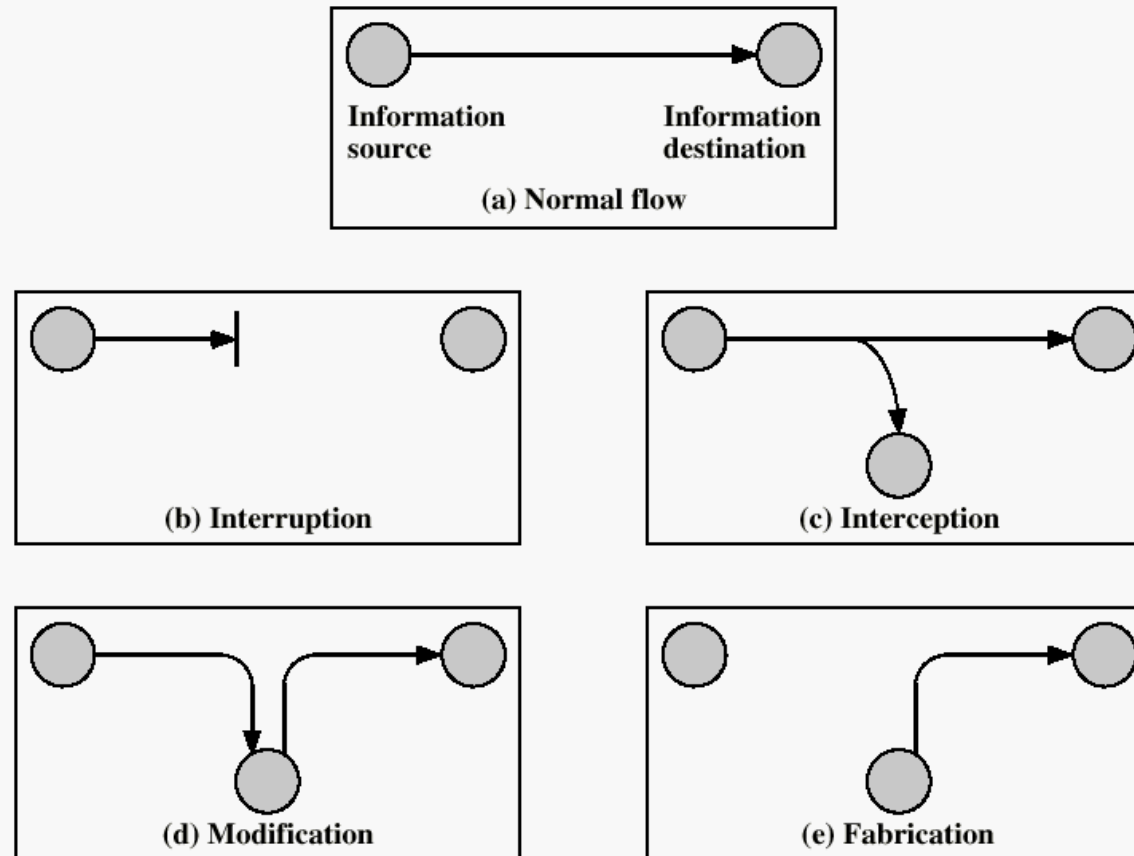 Information
source
Information
destination
(a) Normal flow
(b) Interruption
(c) Interception
(d) Modification
(e) Fabrication